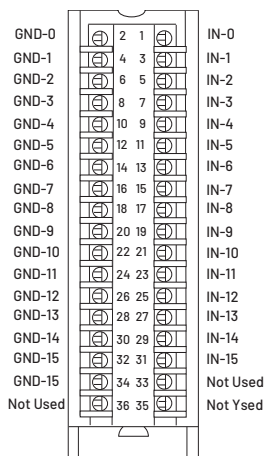 GND-0 2 1 IN-0
GND-1 4 3 IN-1
GND-2 6 5 IN-2
GND-3 8 7 IN-3
GND-4 10 9 IN-4
GND-5 12 11 IN-5
GND-6 14 13 IN-6
GND-7 16 15 IN-7
GND-8 18 17 IN-8
GND-9 20 19 IN-9
GND-10 22 21 IN-10
GND-11 24 23 IN-11
GND-12 26 25 IN-12
GND-13 28 27 IN-13
GND-14 30 29 IN-14
GND-15 32 31 IN-15
GND-15 34 33 Not Used
Not Used 36 35 Not Ysed